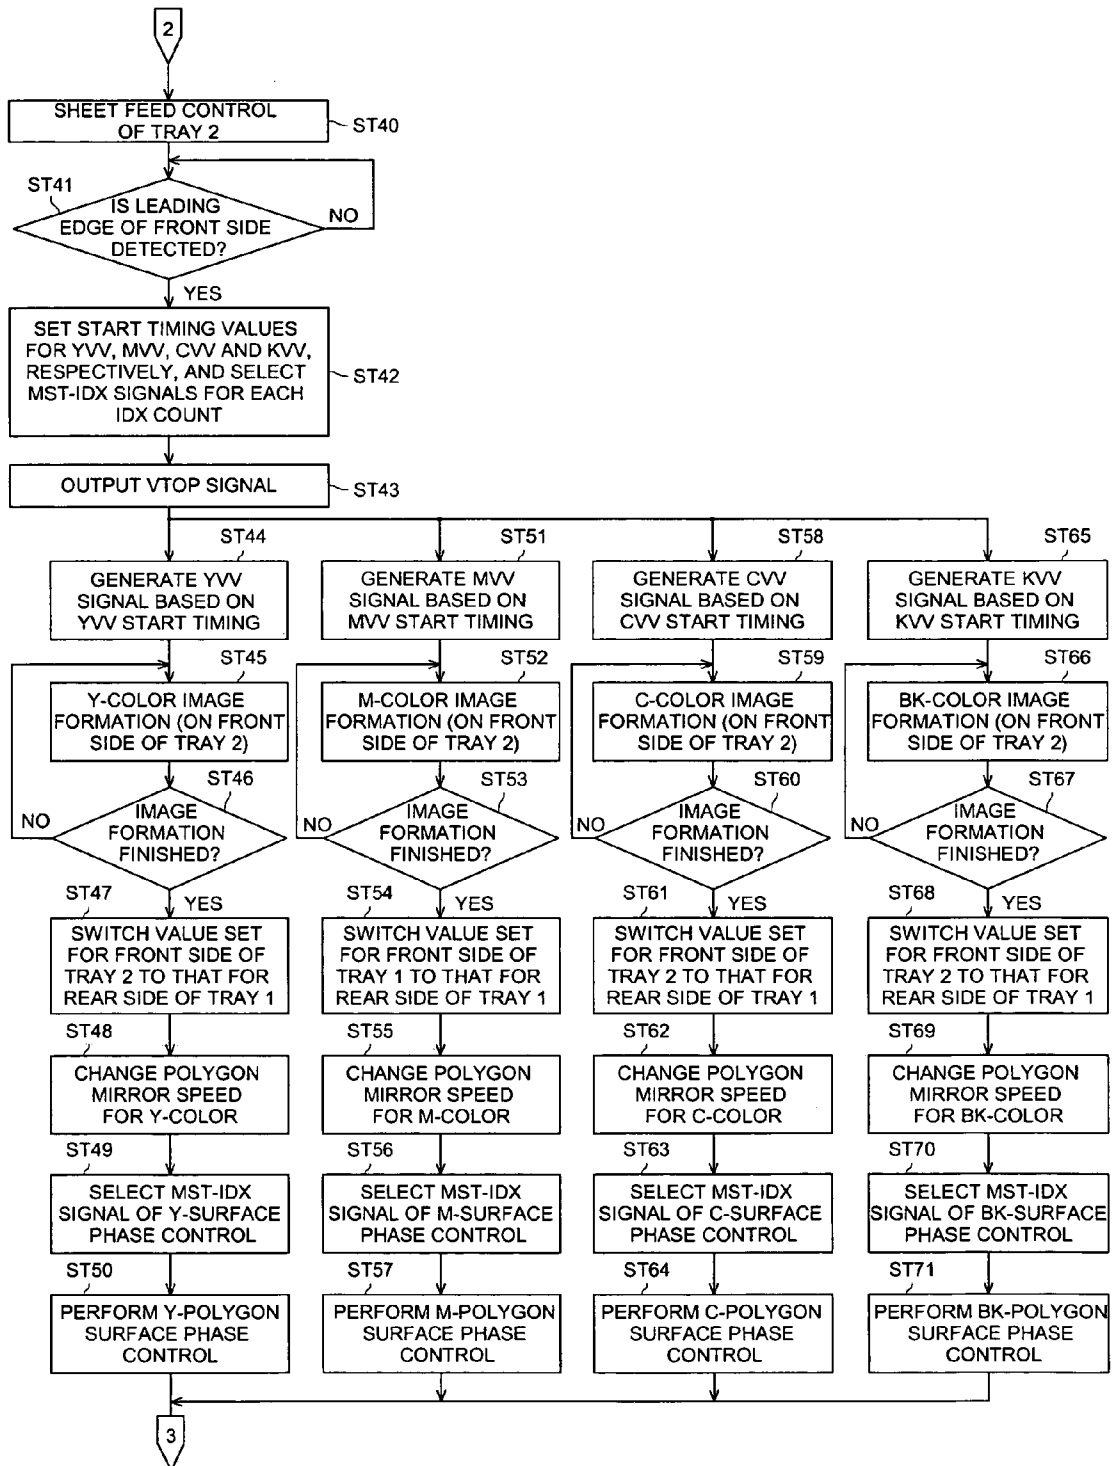 2
SHEET FEED CONTROL
OF TRAY 2
ST40
ST41
IS LEADING
EDGE OF FRONT SIDE
DETECTED?
NO
YES
SET START TIMING VALUES
FOR YVV, MVV, CVV AND KVV,
RESPECTIVELY, AND SELECT
MST-IDX SIGNALS FOR EACH
IDX COUNT
ST42
OUTPUT VTOP SIGNAL
ST43
ST44
GENERATE YVV
SIGNAL BASED ON
YVV START TIMING
ST45
Y-COLOR IMAGE
FORMATION (ON FRONT
SIDE OF TRAY 2)
ST46
IMAGE
FORMATION
FINISHED?
NO
YES
ST47
SWITCH VALUE SET
FOR FRONT SIDE OF
TRAY 2 TO THAT FOR
REAR SIDE OF TRAY 1
ST48
CHANGE POLYGON
MIRROR SPEED
FOR Y-COLOR
ST49
SELECT MST-IDX
SIGNAL OF Y-SURFACE
PHASE CONTROL
ST50
PERFORM Y-POLYGON
SURFACE PHASE
CONTROL
ST51
GENERATE MVV
SIGNAL BASED ON
MVV START TIMING
ST52
M-COLOR IMAGE
FORMATION (ON FRONT
SIDE OF TRAY 2)
ST53
IMAGE
FORMATION
FINISHED?
NO
YES
ST54
SWITCH VALUE SET
FOR FRONT SIDE OF
TRAY 1 TO THAT FOR
REAR SIDE OF TRAY 1
ST55
CHANGE POLYGON
MIRROR SPEED
FOR M-COLOR
ST56
SELECT MST-IDX
SIGNAL OF M-SURFACE
PHASE CONTROL
ST57
PERFORM M-POLYGON
SURFACE PHASE
CONTROL
ST58
GENERATE CVV
SIGNAL BASED ON
CVV START TIMING
ST59
C-COLOR IMAGE
FORMATION (ON FRONT
SIDE OF TRAY 2)
ST60
IMAGE
FORMATION
FINISHED?
NO
YES
ST61
SWITCH VALUE SET
FOR FRONT SIDE OF
TRAY 2 TO THAT FOR
REAR SIDE OF TRAY 1
ST62
CHANGE POLYGON
MIRROR SPEED
FOR C-COLOR
ST63
SELECT MST-IDX
SIGNAL OF C-SURFACE
PHASE CONTROL
ST64
PERFORM C-POLYGON
SURFACE PHASE
CONTROL
ST65
GENERATE KVV
SIGNAL BASED ON
KVV START TIMING
ST66
BK-COLOR IMAGE
FORMATION (ON FRONT
SIDE OF TRAY 2)
ST67
IMAGE
FORMATION
FINISHED?
NO
YES
ST68
SWITCH VALUE SET
FOR FRONT SIDE OF
TRAY 2 TO THAT FOR
REAR SIDE OF TRAY 1
ST69
CHANGE POLYGON
MIRROR SPEED
FOR BK-COLOR
ST70
SELECT MST-IDX
SIGNAL OF BK-SURFACE
PHASE CONTROL
ST71
PERFORM BK-POLYGON
SURFACE PHASE
CONTROL
3